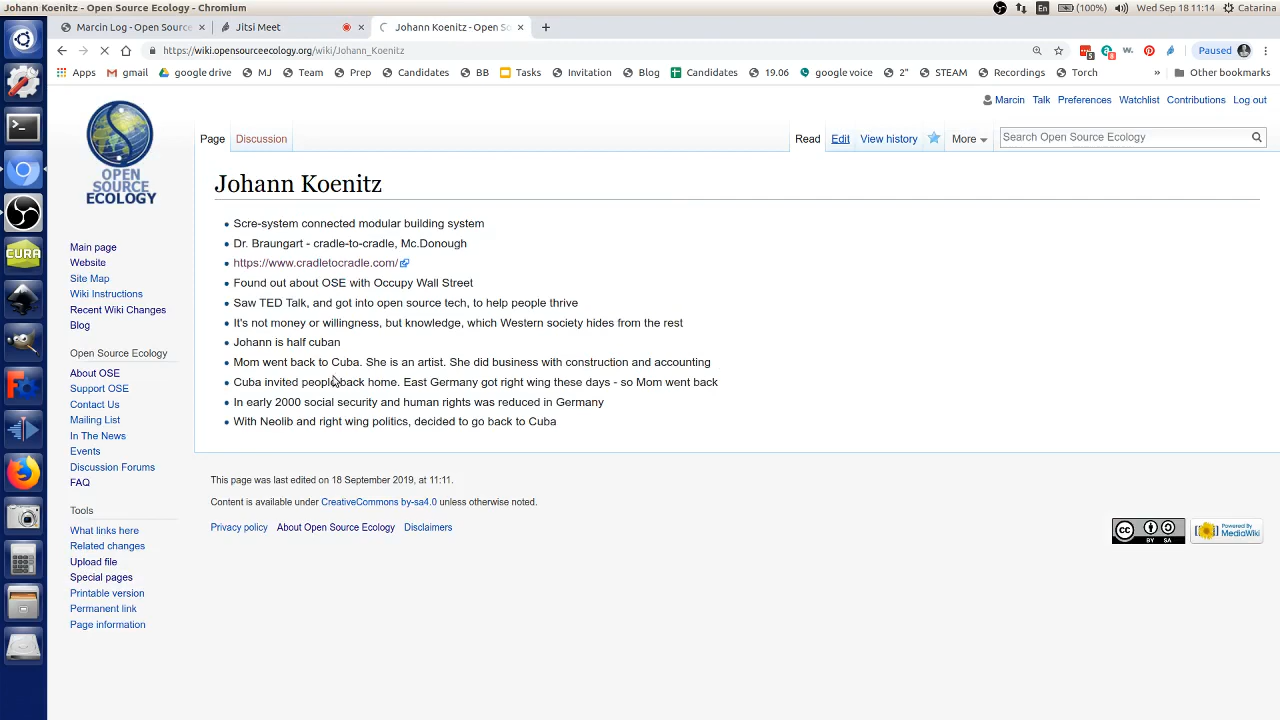 Johann Koenitz - Open Source Ecology - Chromium
En (100%) Wed Sep 18 11:14 Catarina
Marcin Log - Open Source
Jitsi Meet
Johann Koenitz - Open So
https://wiki.opensourceecology.org/wiki/Johann_Koenitz
Paused
Apps gmail google drive MJ Team Prep Candidates BB Tasks Invitation Blog Candidates 19.06 google voice 2" STEAM Recordings Torch » Other bookmarks
Marcin Talk Preferences Watchlist Contributions Log out
Page Discussion Read Edit View history More Search Open Source Ecology
OPEN
SOURCE
ECOLOGY
Main page
Website
Site Map
Wiki Instructions
Recent Wiki Changes
Blog
Open Source Ecology
About OSE
Support OSE
Contact Us
Mailing List
In The News
Events
Discussion Forums
FAQ
Tools
What links here
Related changes
Upload file
Special pages
Printable version
Permanent link
Page information
Johann Koenitz
Scre-system connected modular building system
Dr. Braungart - cradle-to-cradle, Mc.Donough
https://www.cradletocradle.com/
Found out about OSE with Occupy Wall Street
Saw TED Talk, and got into open source tech, to help people thrive
It's not money or willingness, but knowledge, which Western society hides from the rest
Johann is half cuban
Mom went back to Cuba. She is an artist. She did business with construction and accounting
Cuba invited people back home. East Germany got right wing these days - so Mom went back
In early 2000 social security and human rights was reduced in Germany
With Neolib and right wing politics, decided to go back to Cuba
This page was last edited on 18 September 2019, at 11:11.
Content is available under CreativeCommons by-sa4.0 unless otherwise noted.
Privacy policy About Open Source Ecology Disclaimers
CC BY SA
Powered By
MediaWiki
CURA